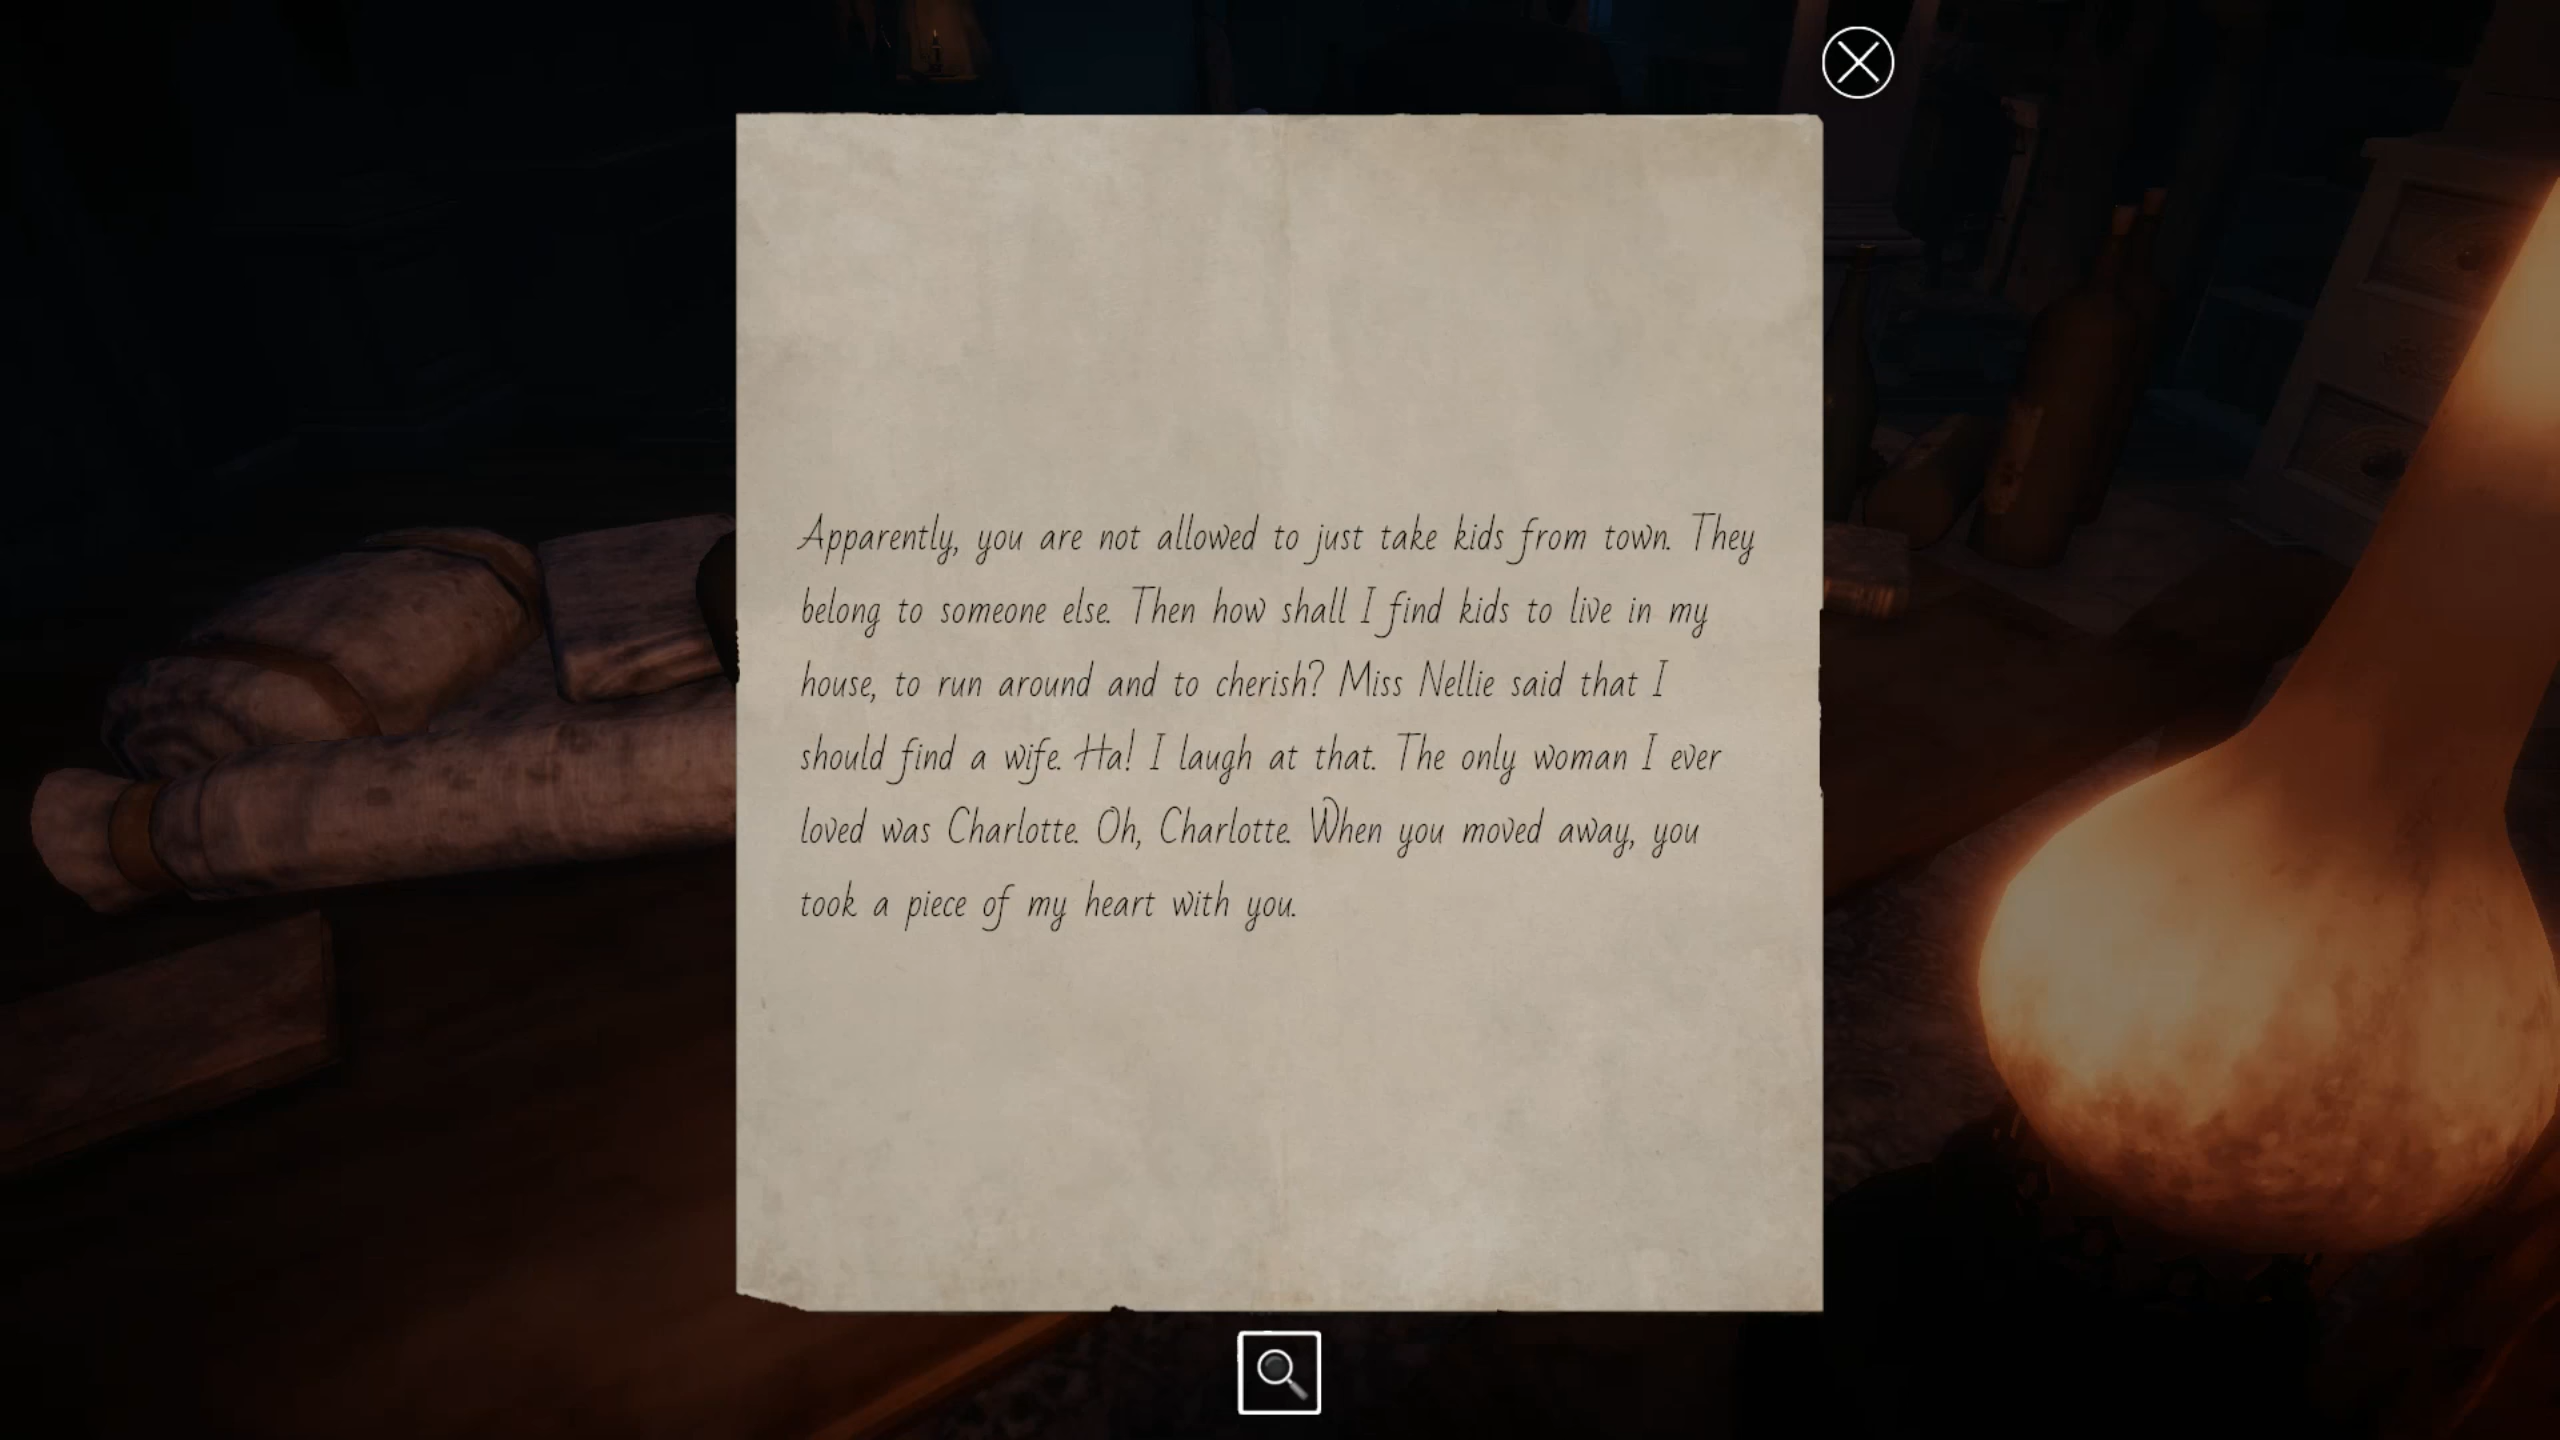 Apparently, you are not allowed to just take kids from town. They
belong to someone else. Then how shall I find kids to live in my
house, to run around and to cherish? Miss Nellie said that I
should find a wife. Ha! I laugh at that. The only woman I ever
loved was Charlotte. Oh, Charlotte. When you moved away, you
took a piece of my heart with you.